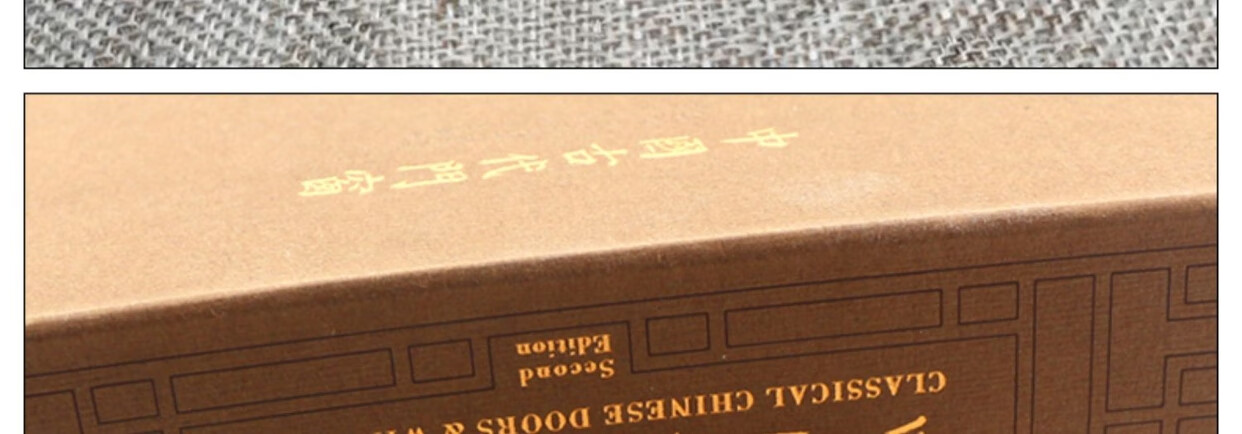 CLASSICAL CHINESE DOORS &
Second
Edition
中國古代門窗